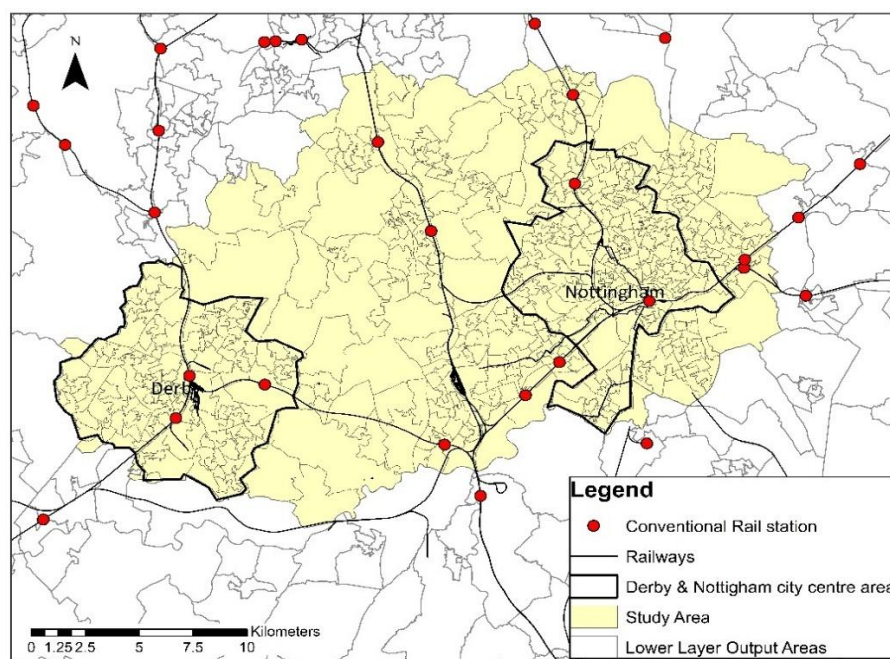 N
Nottingham
Derby
Legend
Conventional Rail station
Railways
Derby & Nottigham city centre area
Study Area
Lower Layer Output Areas
Kilometers
0 1.25 2.5 5 7.5 10